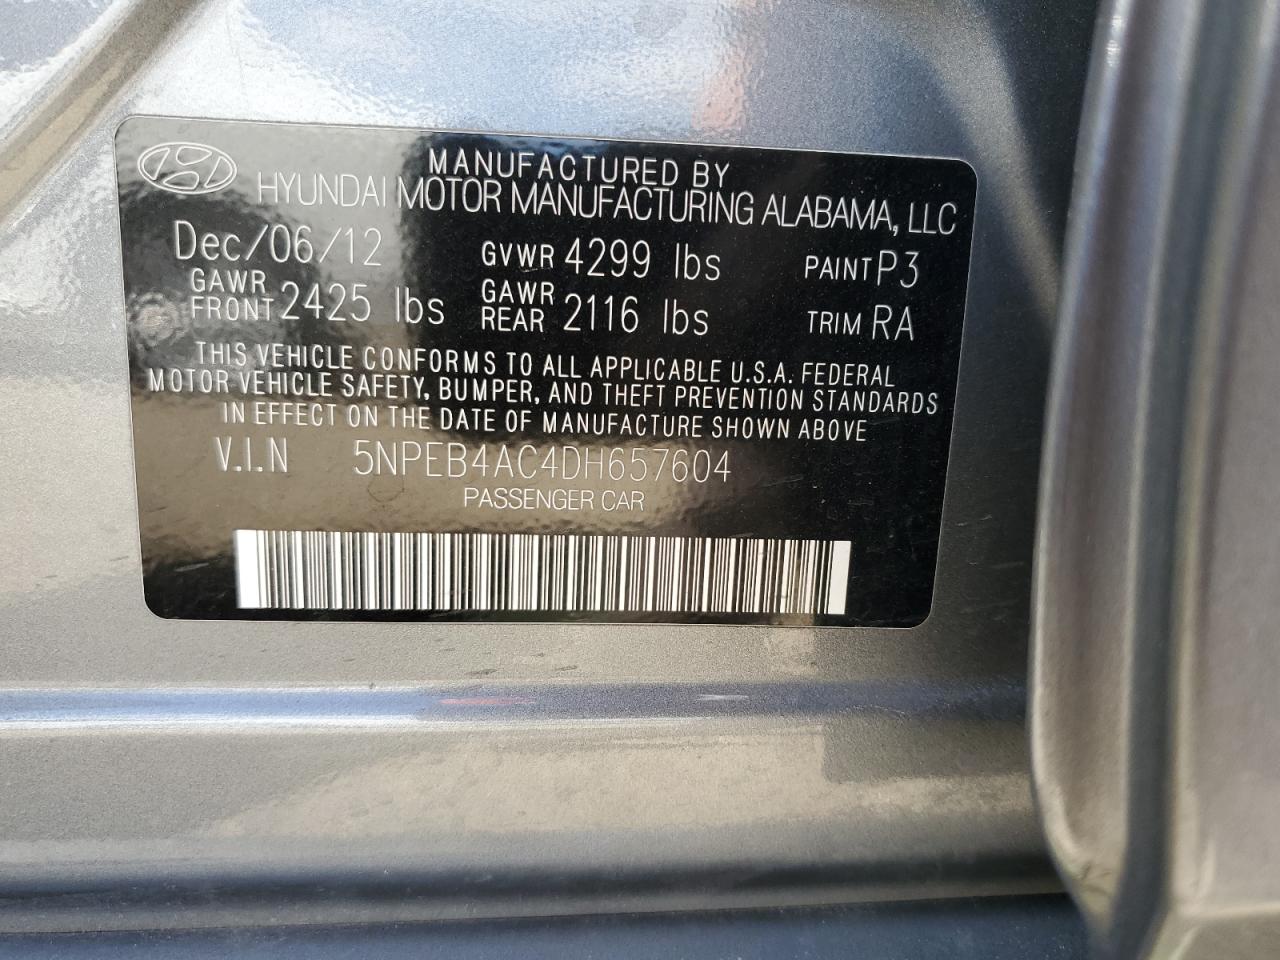 MANUFACTURED BY
HYUNDAI MOTOR MANUFACTURING ALABAMA, LLC
Dec/06/12 GVWR 4299 lbs PAINT P3
GAWR FRONT 2425 lbs GAWR REAR 2116 lbs TRIM RA
THIS VEHICLE CONFORMS TO ALL APPLICABLE U.S.A. FEDERAL
MOTOR VEHICLE SAFETY, BUMPER, AND THEFT PREVENTION STANDARDS
IN EFFECT ON THE DATE OF MANUFACTURE SHOWN ABOVE
V.I.N 5NPEB4AC4DH657604
PASSENGER CAR